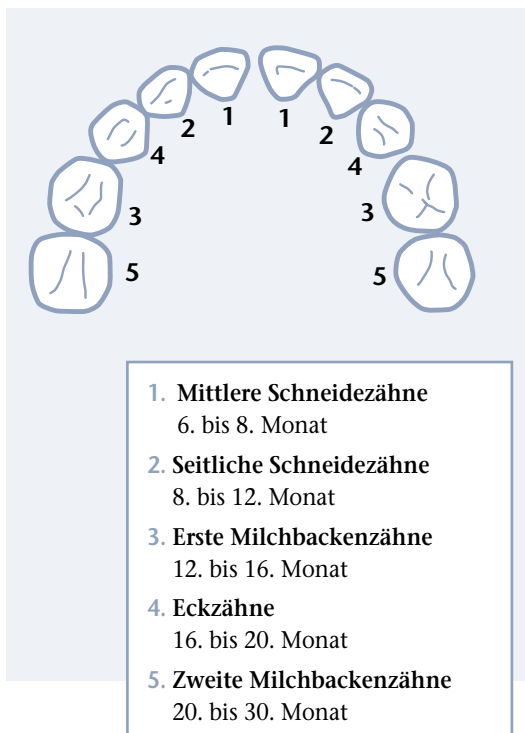 1 1
2 2
4 4
3 3
5 5
1. Mittlere Schneidezähne
6. bis 8. Monat
2. Seitliche Schneidezähne
8. bis 12. Monat
3. Erste Milchbackenzähne
12. bis 16. Monat
4. Eckzähne
16. bis 20. Monat
5. Zweite Milchbackenzähne
20. bis 30. Monat